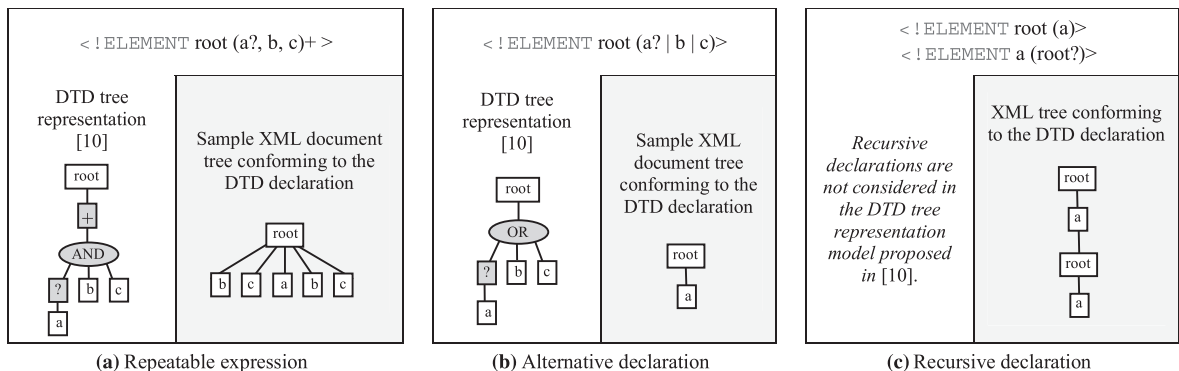 <!ELEMENT root (a?, b, c)+ >
DTD tree
representation
[10]
root
+
AND
?
b
c
a
Sample XML document
tree conforming to the
DTD declaration
root
b
c
a
b
c
(a) Repeatable expression
<!ELEMENT root (a? | b | c)>
DTD tree
representation
[10]
root
OR
?
b
c
a
Sample XML
document tree
conforming to the
DTD declaration
root
a
(b) Alternative declaration
<!ELEMENT root (a)>
<!ELEMENT a (root?)>
Recursive
declarations are
not considered in
the DTD tree
representation
model proposed
in [10].
XML tree conforming
to the DTD declaration
root
a
root
a
(c) Recursive declaration